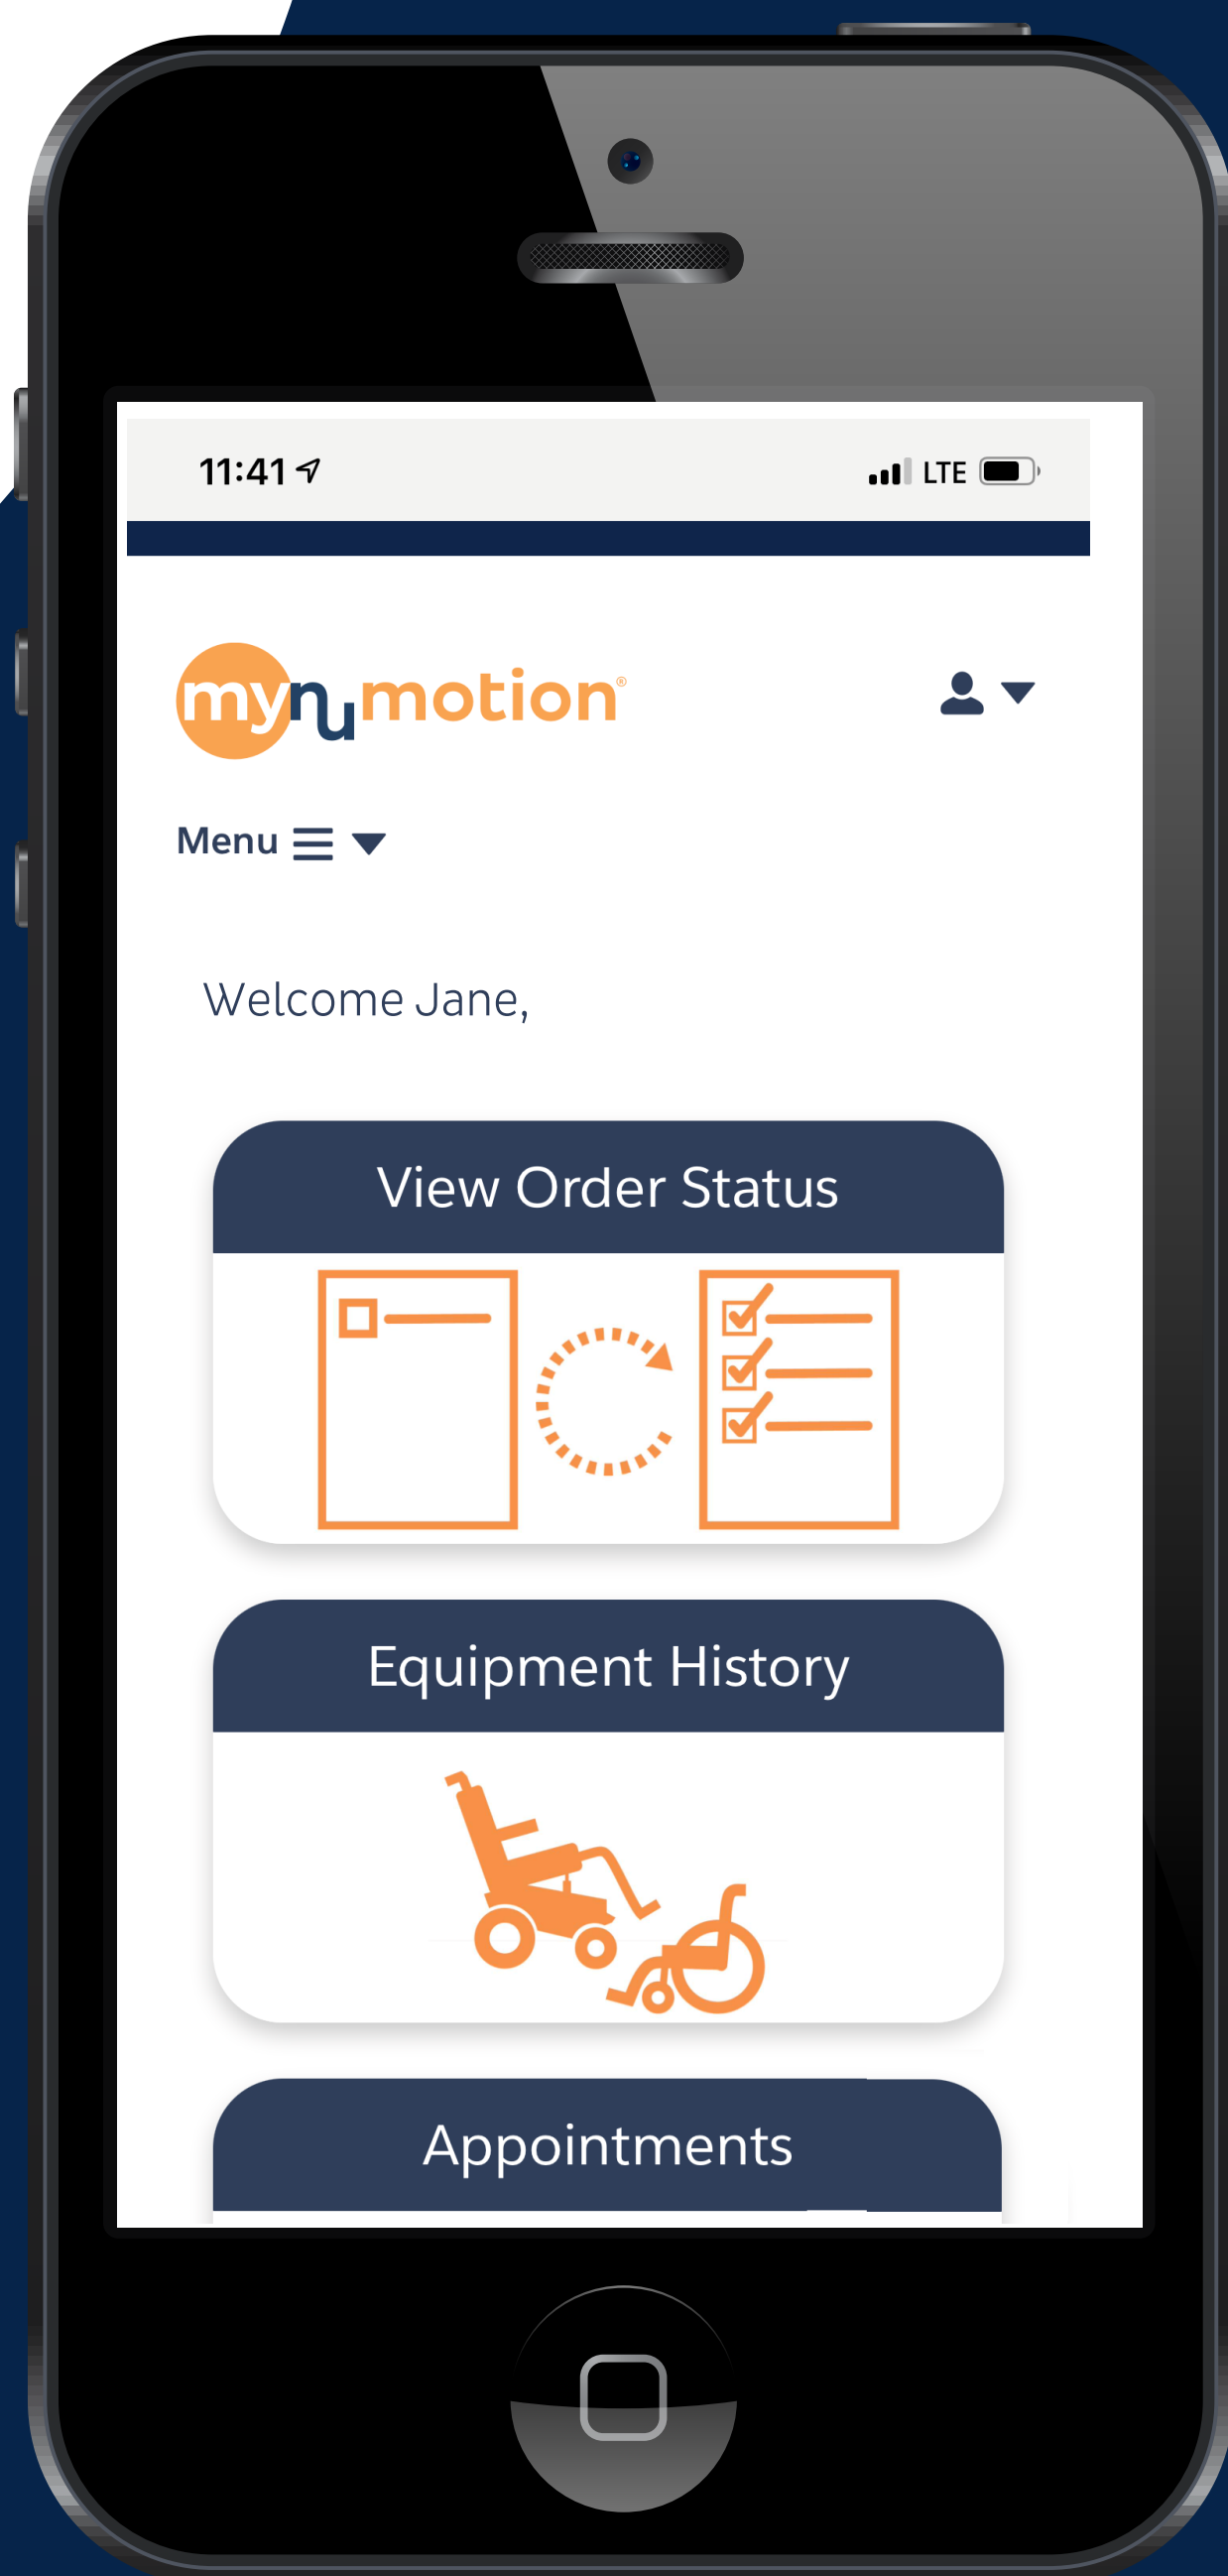 11:41 LTE
mynumotion®
Menu
Welcome Jane,
View Order Status
Equipment History
Appointments